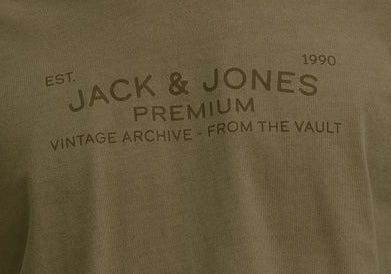 EST. 1990
JACK & JONES
PREMIUM
VINTAGE ARCHIVE - FROM THE VAULT